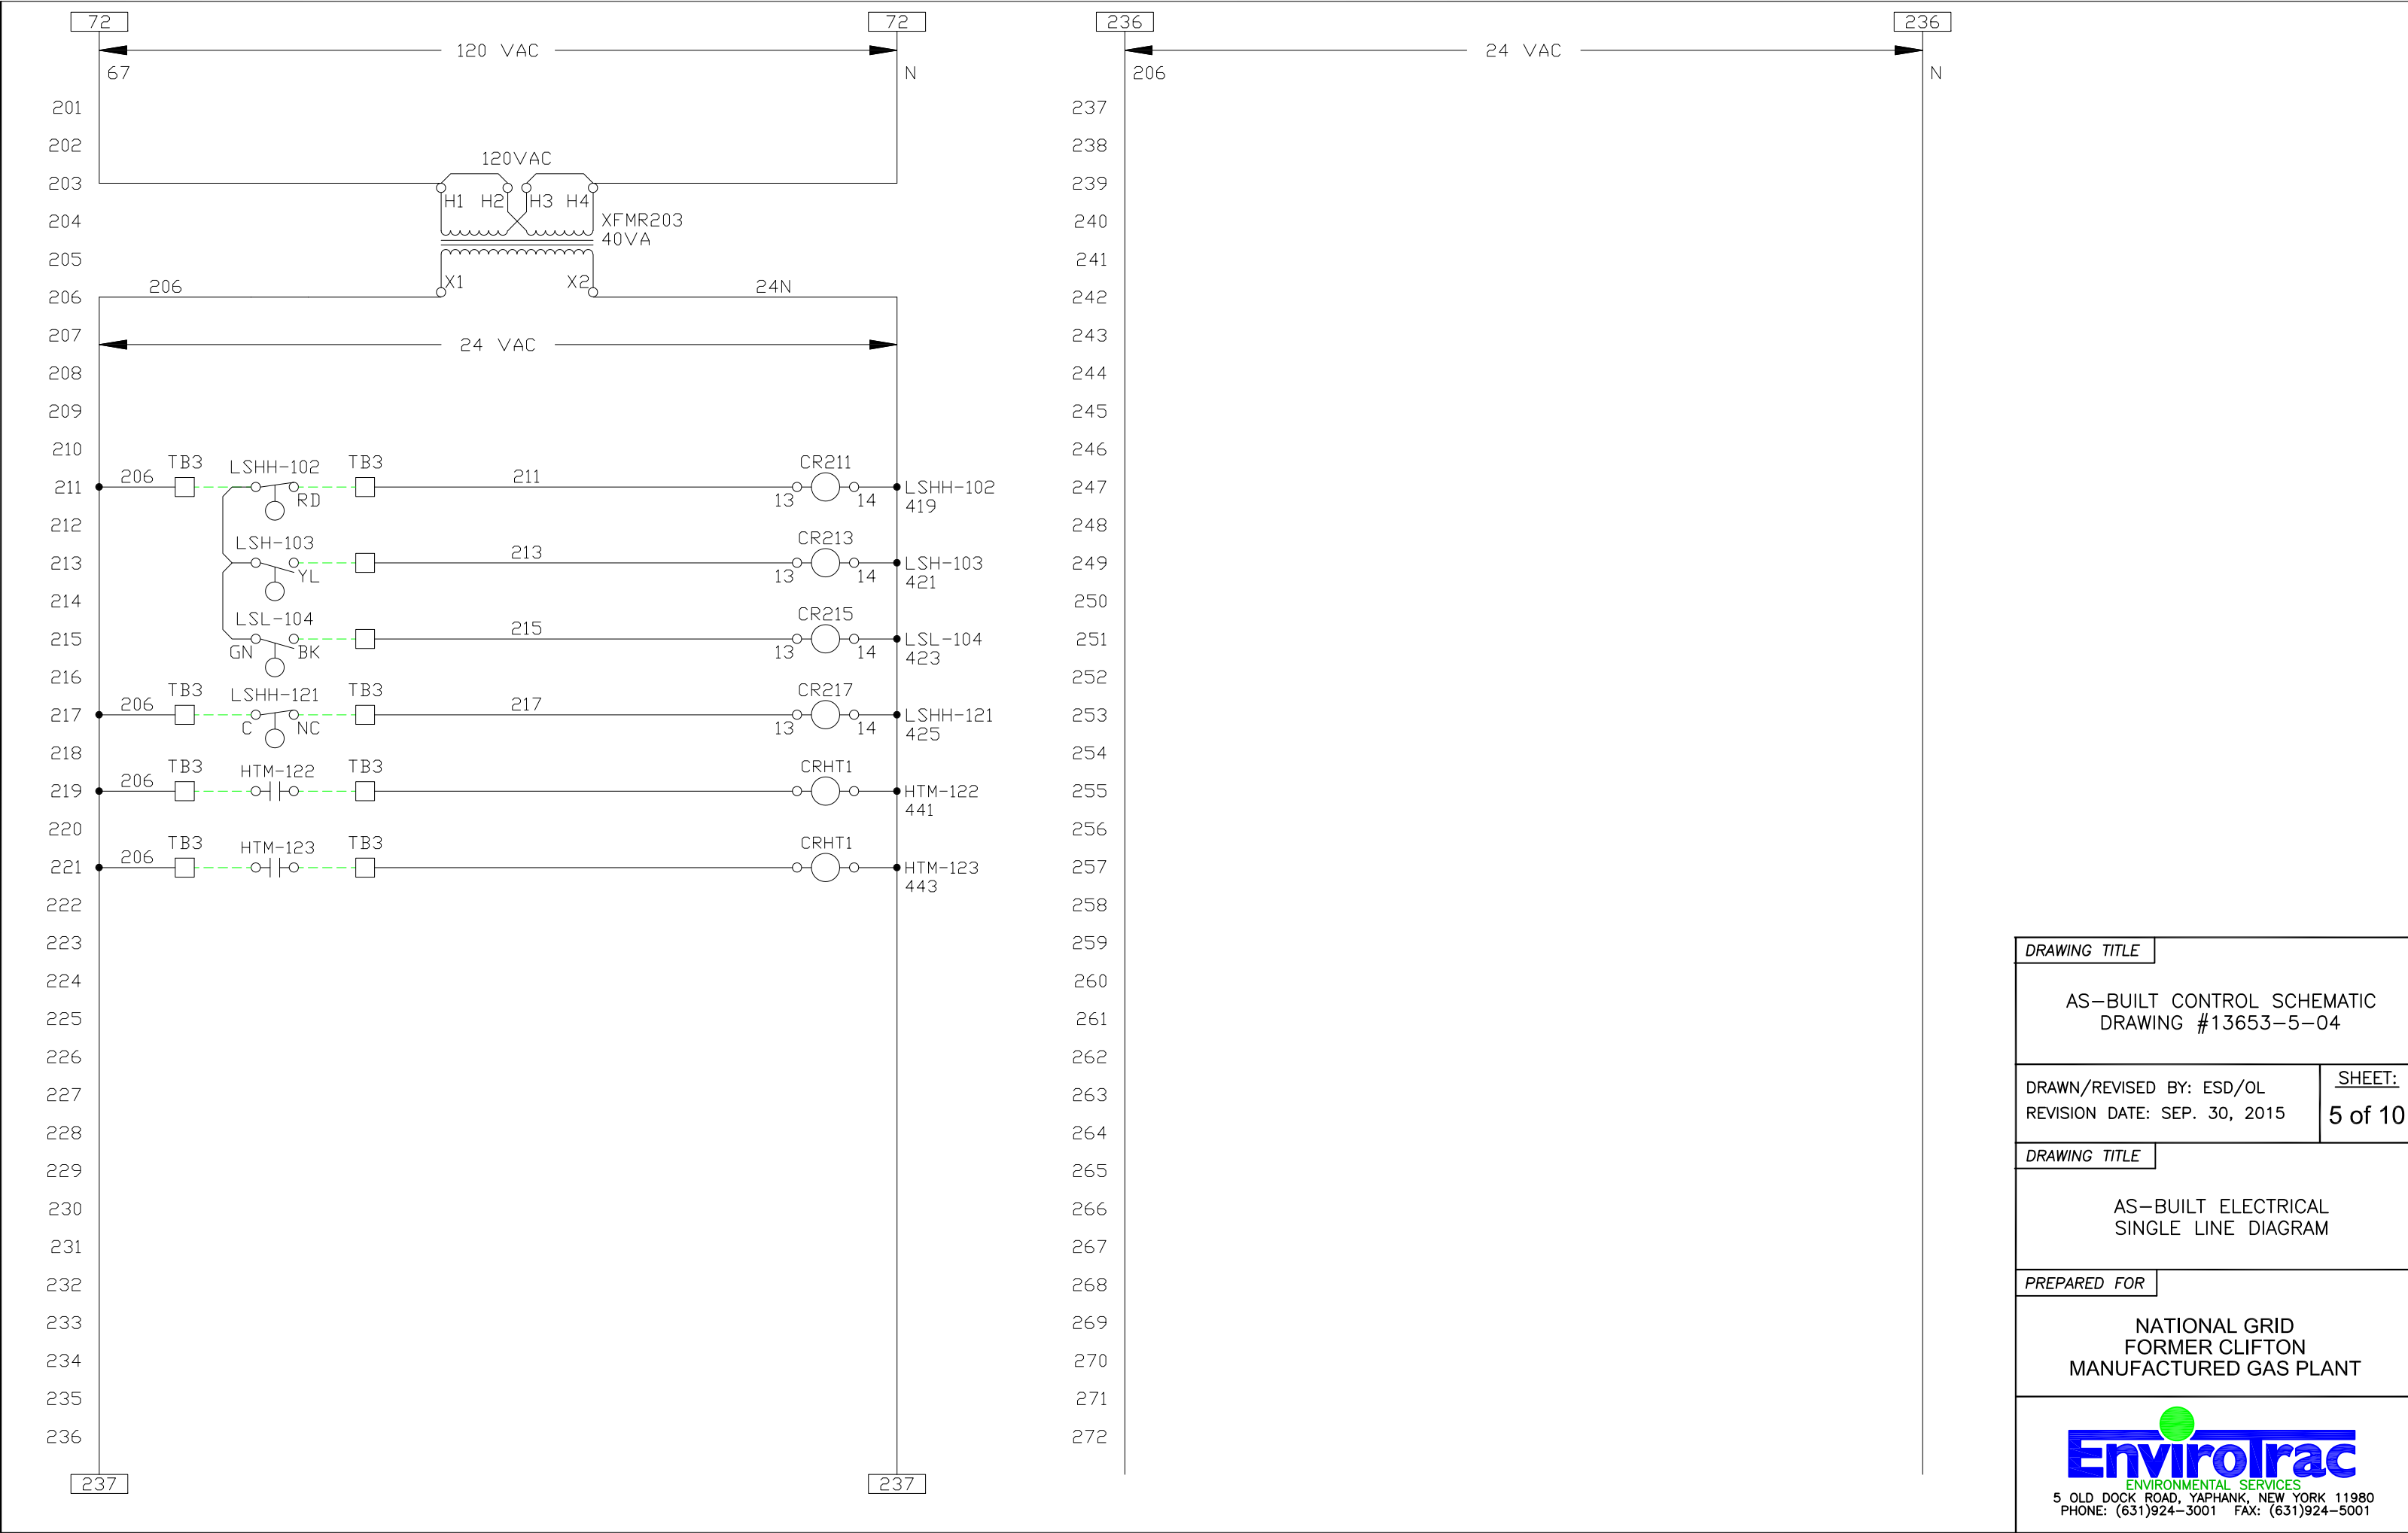 72 72
120 VAC
67 N
201
202
120VAC
203
H1 H2 H3 H4
204 XFMR203
40VA
205
X1 X2
206 206 24N
207
24 VAC
208
209
210
TB3 LSHH-102 TB3 CR211
206 211
211 LSHH-102
RD 13 14 419
212
LSH-103 CR213
213
213 LSH-103
YL 13 14 421
214
LSL-104 CR215
215
215 LSL-104
GN BK 13 14 423
216
TB3 LSHH-121 TB3 CR217
206 217
217 LSHH-121
C NC 13 14 425
218
TB3 HTM-122 TB3 CRHT1
206
219 HTM-122
441
220
TB3 HTM-123 TB3 CRHT1
206
221 HTM-123
443
222
223
224
225
226
227
228
229
230
231
232
233
234
235
236
237 237
236 236
24 VAC
206 N
237
238
239
240
241
242
243
244
245
246
247
248
249
250
251
252
253
254
255
256
257
258
259
260
261
262
263
264
265
266
267
268
269
270
271
272
DRAWING TITLE
AS-BUILT CONTROL SCHEMATIC
DRAWING #13653-5-04
DRAWN/REVISED BY: ESD/OL
REVISION DATE: SEP. 30, 2015
SHEET:
5 of 10
DRAWING TITLE
AS-BUILT ELECTRICAL
SINGLE LINE DIAGRAM
PREPARED FOR
NATIONAL GRID
FORMER CLIFTON
MANUFACTURED GAS PLANT
EnviroTrac
ENVIRONMENTAL SERVICES
5 OLD DOCK ROAD, YAPHANK, NEW YORK 11980
PHONE: (631)924-3001 FAX: (631)924-5001